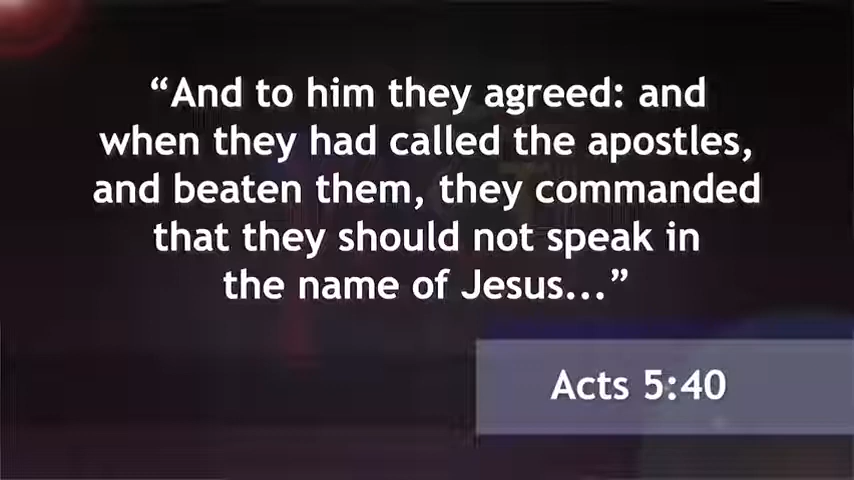 “And to him they agreed: and
when they had called the apostles,
and beaten them, they commanded
that they should not speak in
the name of Jesus...”
Acts 5:40